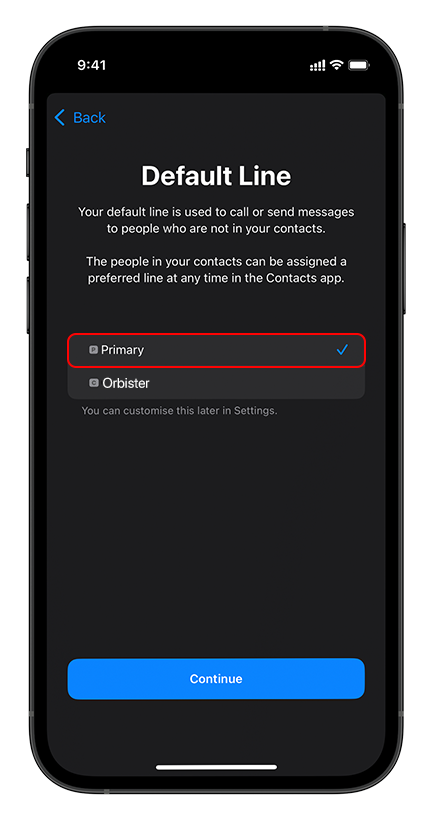 9:41
Back
Default Line
Your default line is used to call or send messages
to people who are not in your contacts.
The people in your contacts can be assigned a
preferred line at any time in the Contacts app.
P Primary
Orbister
You can customise this later in Settings.
Continue